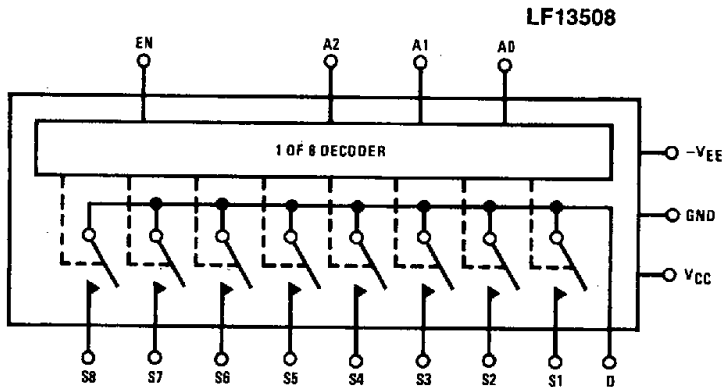 LF13508
EN A2 A1 A0
1 OF 8 DECODER
-VEE
GND
VCC
S8 S7 S6 S5 S4 S3 S2 S1 D